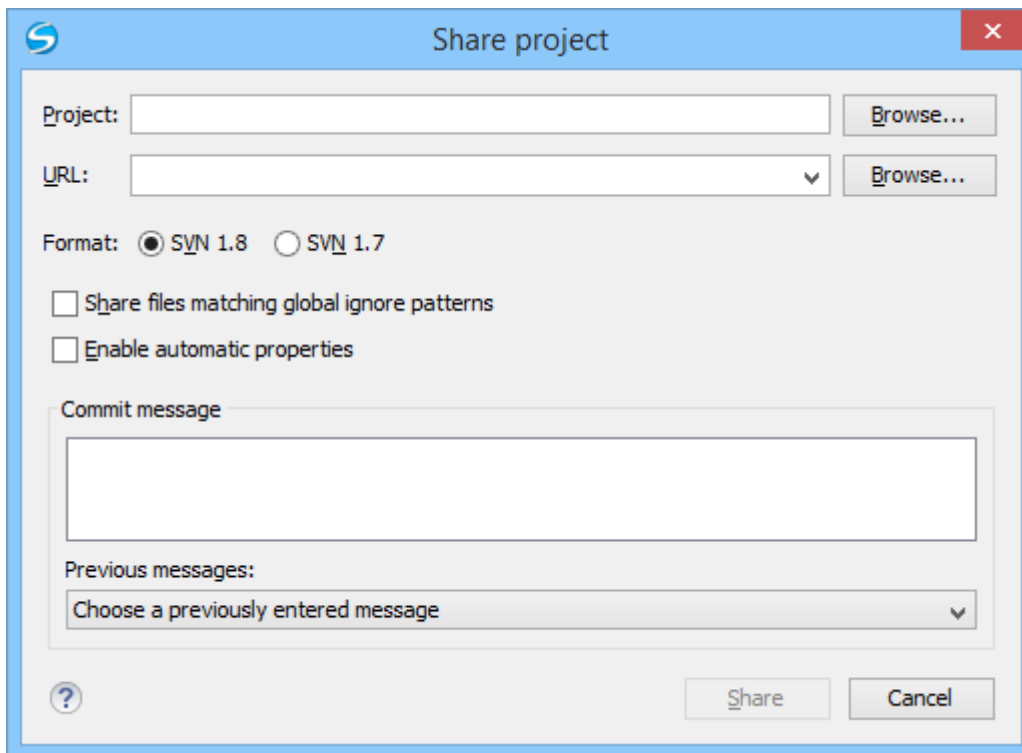 Share project
Project: Browse...
URL: Browse...
Format: SVN 1.8 SVN 1.7
Share files matching global ignore patterns
Enable automatic properties
Commit message
Previous messages:
Choose a previously entered message
? Share Cancel